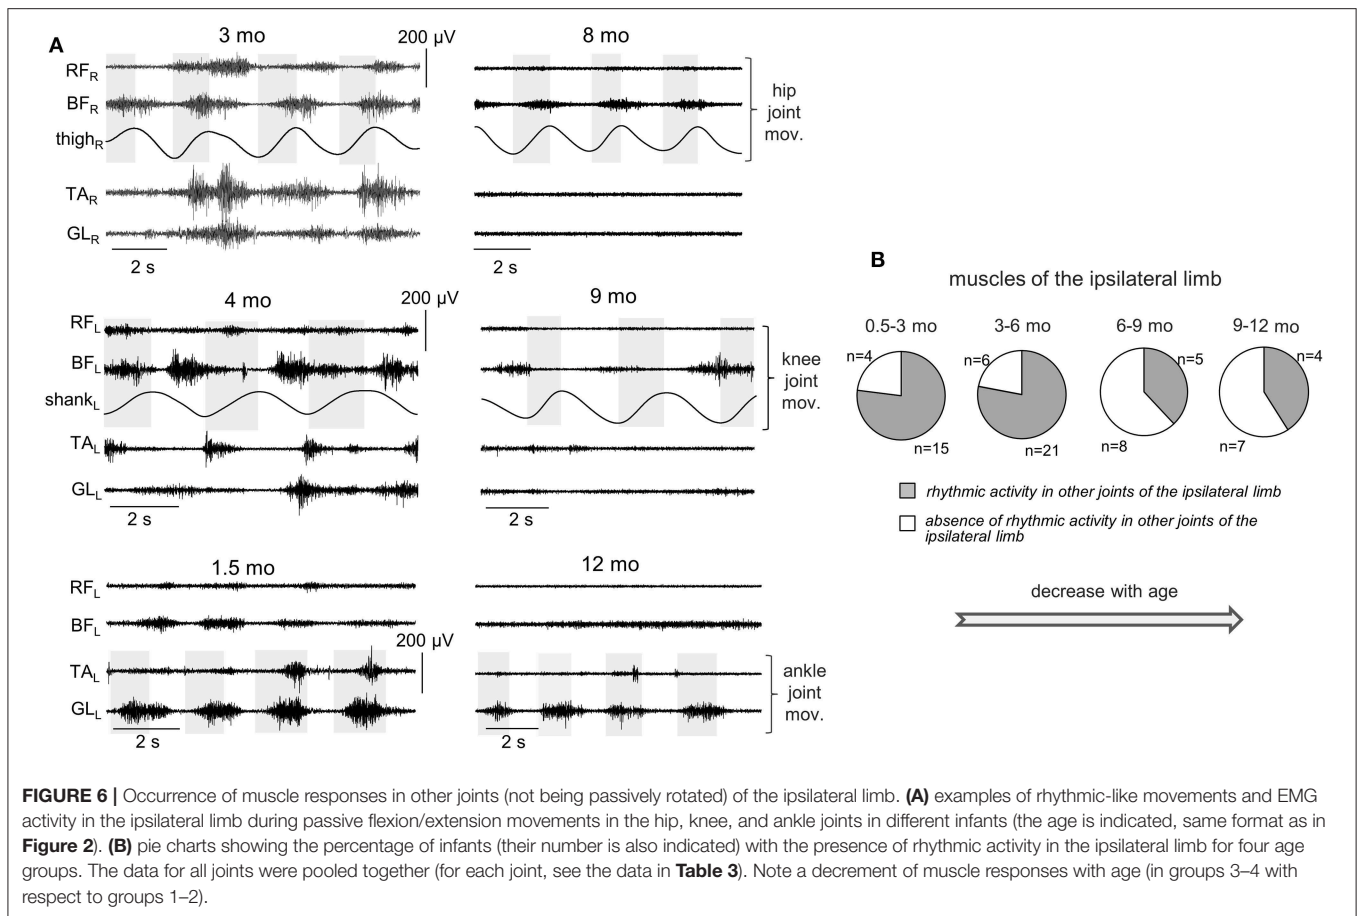 A
3 mo
200 µV
8 mo
RF_R
BF_R
thigh_R
TA_R
GL_R
hip
joint
mov.
2 s
2 s
4 mo
200 µV
9 mo
RF_L
BF_L
shank_L
TA_L
GL_L
knee
joint
mov.
2 s
2 s
1.5 mo
12 mo
RF_L
BF_L
200 µV
TA_L
GL_L
ankle
joint
mov.
2 s
2 s
B
muscles of the ipsilateral limb
0.5-3 mo 3-6 mo 6-9 mo 9-12 mo
n=4 n=6 n=5 n=4
n=15 n=21 n=8 n=7
rhythmic activity in other joints of the ipsilateral limb
absence of rhythmic activity in other joints of the
ipsilateral limb
decrease with age
FIGURE 6 | Occurrence of muscle responses in other joints (not being passively rotated) of the ipsilateral limb. (A) examples of rhythmic-like movements and EMG
activity in the ipsilateral limb during passive flexion/extension movements in the hip, knee, and ankle joints in different infants (the age is indicated, same format as in
Figure 2). (B) pie charts showing the percentage of infants (their number is also indicated) with the presence of rhythmic activity in the ipsilateral limb for four age
groups. The data for all joints were pooled together (for each joint, see the data in Table 3). Note a decrement of muscle responses with age (in groups 3–4 with
respect to groups 1–2).